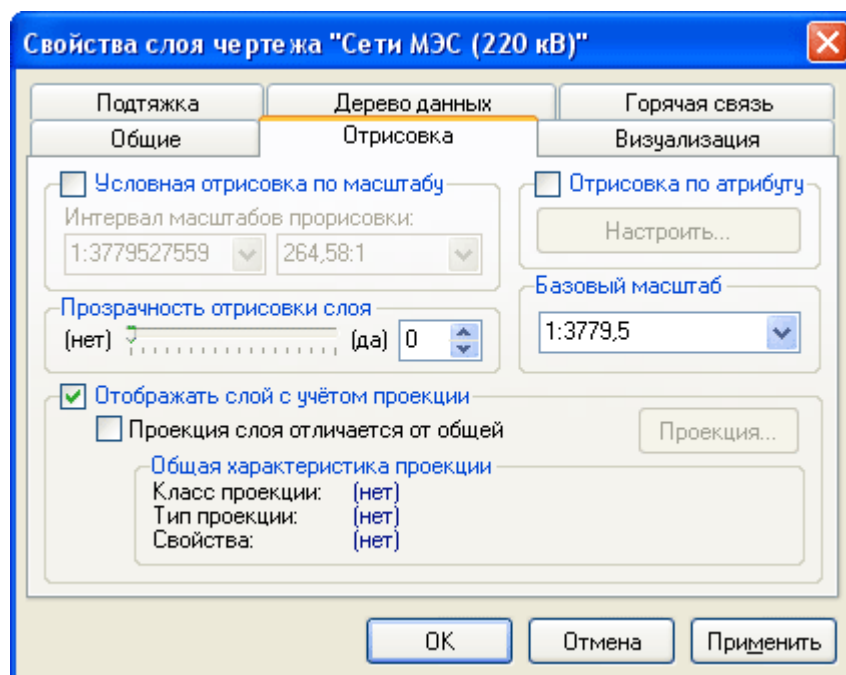 Свойства слоя чертежа "Сети МЭС (220 кВ)"
Подтяжка Дерево данных Горячая связь
Общие Отрисовка Визуализация
Условная отрисовка по масштабу
Интервал масштабов прорисовки:
1:3779527559 264,58:1
Отрисовка по атрибуту
Настроить...
Прозрачность отрисовки слоя
(нет) (да) 0
Базовый масштаб
1:3779,5
Отображать слой с учётом проекции
Проекция слоя отличается от общей Проекция...
Общая характеристика проекции
Класс проекции: (нет)
Тип проекции: (нет)
Свойства: (нет)
OK Отмена Применить